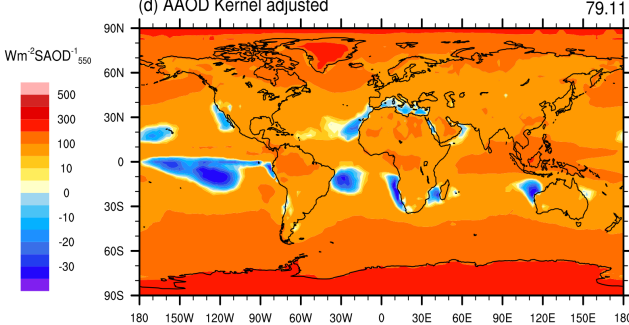 (d) AAOD Kernel adjusted 79.11
Wm⁻²SAOD⁻¹₅₅₀
500
300
100
10
0
-10
-20
-30
90N
60N
30N
0
30S
60S
90S
180 150W 120W 90W 60W 30W 0 30E 60E 90E 120E 150E 180